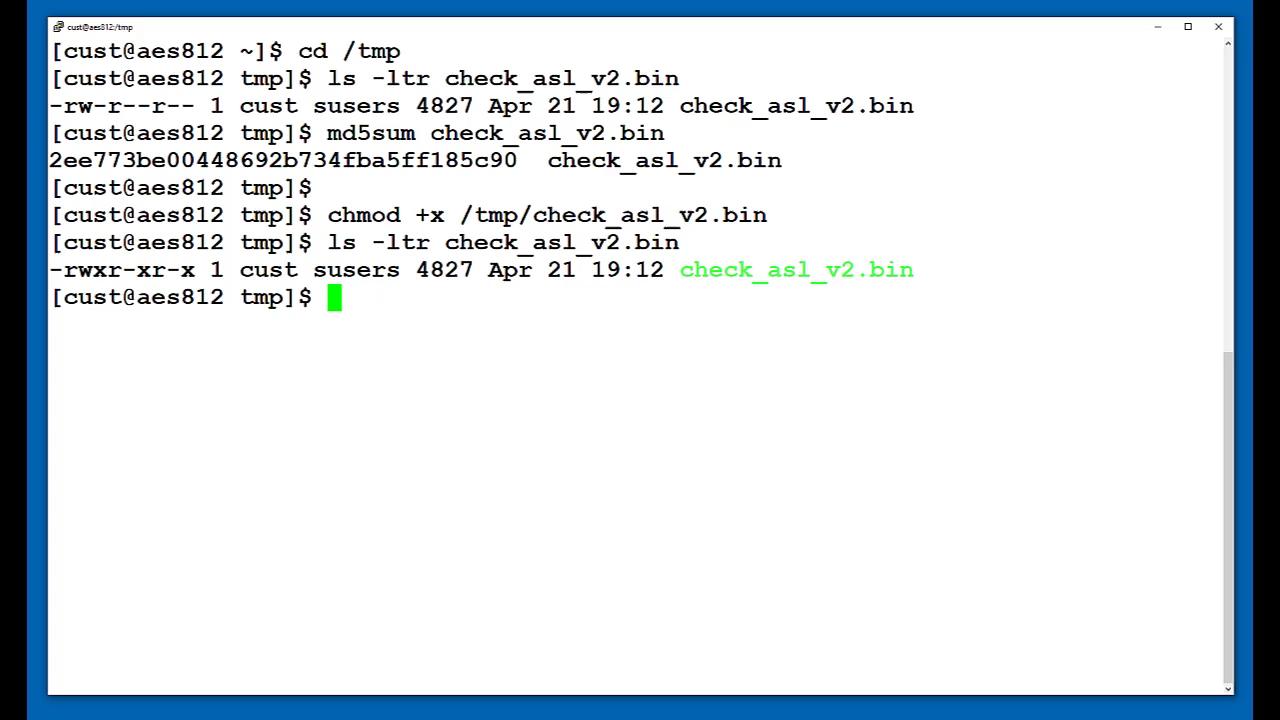 cust@aes812:/tmp
[cust@aes812 ~]$ cd /tmp
[cust@aes812 tmp]$ ls -ltr check_asl_v2.bin
-rw-r--r-- 1 cust susers 4827 Apr 21 19:12 check_asl_v2.bin
[cust@aes812 tmp]$ md5sum check_asl_v2.bin
2ee773be00448692b734fba5ff185c90  check_asl_v2.bin
[cust@aes812 tmp]$
[cust@aes812 tmp]$ chmod +x /tmp/check_asl_v2.bin
[cust@aes812 tmp]$ ls -ltr check_asl_v2.bin
-rwxr-xr-x 1 cust susers 4827 Apr 21 19:12 check_asl_v2.bin
[cust@aes812 tmp]$